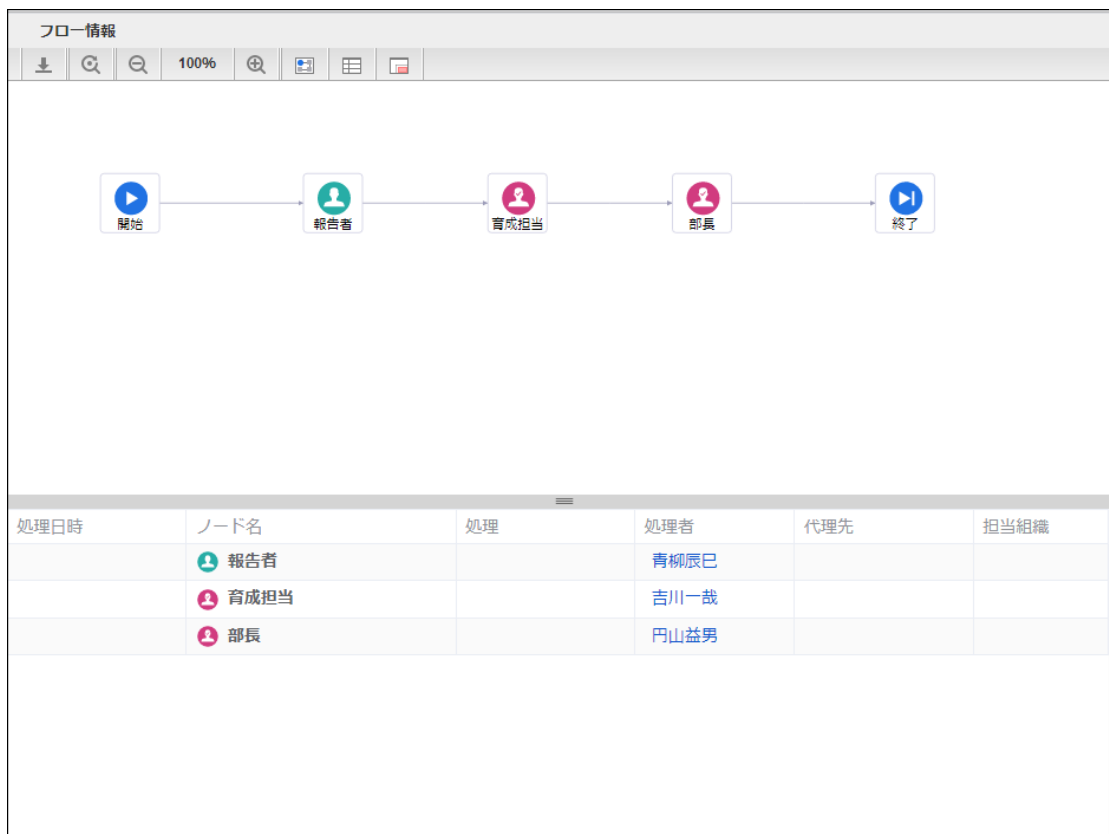 フロー情報
100%
開始 報告者 育成担当 部長 終了
処理日時 ノード名 処理 処理者 代理先 担当組織
報告者 青柳辰巳
育成担当 吉川一哉
部長 円山益男